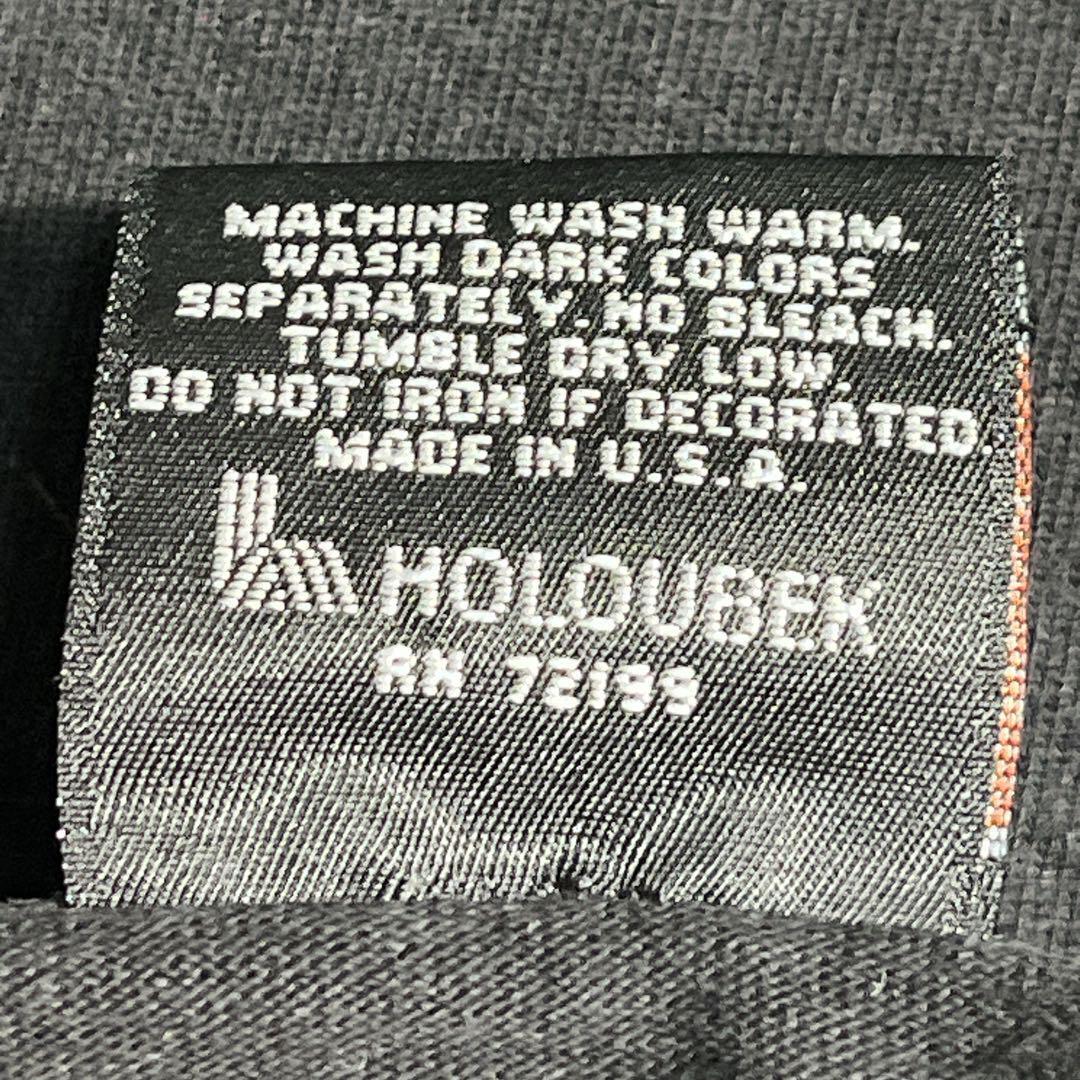 MACHINE WASH WARM.
WASH DARK COLORS
SEPARATELY. NO BLEACH.
TUMBLE DRY LOW.
DO NOT IRON IF DECORATED.
MADE IN U.S.A.
h HOLOUBEK
RN 72199